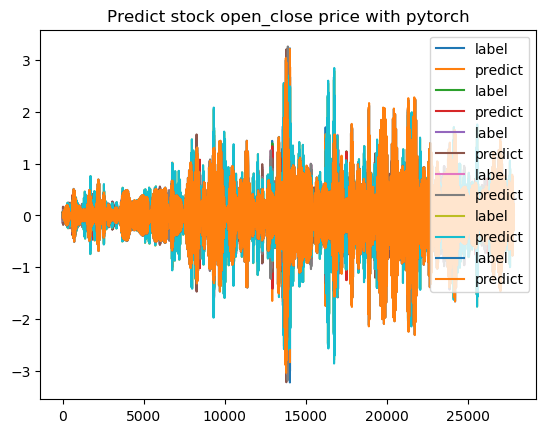 Predict stock open_close price with pytorch
label
predict
label
predict
label
predict
label
predict
label
predict
label
predict
3
2
1
0
−1
−2
−3
0
5000
10000
15000
20000
25000